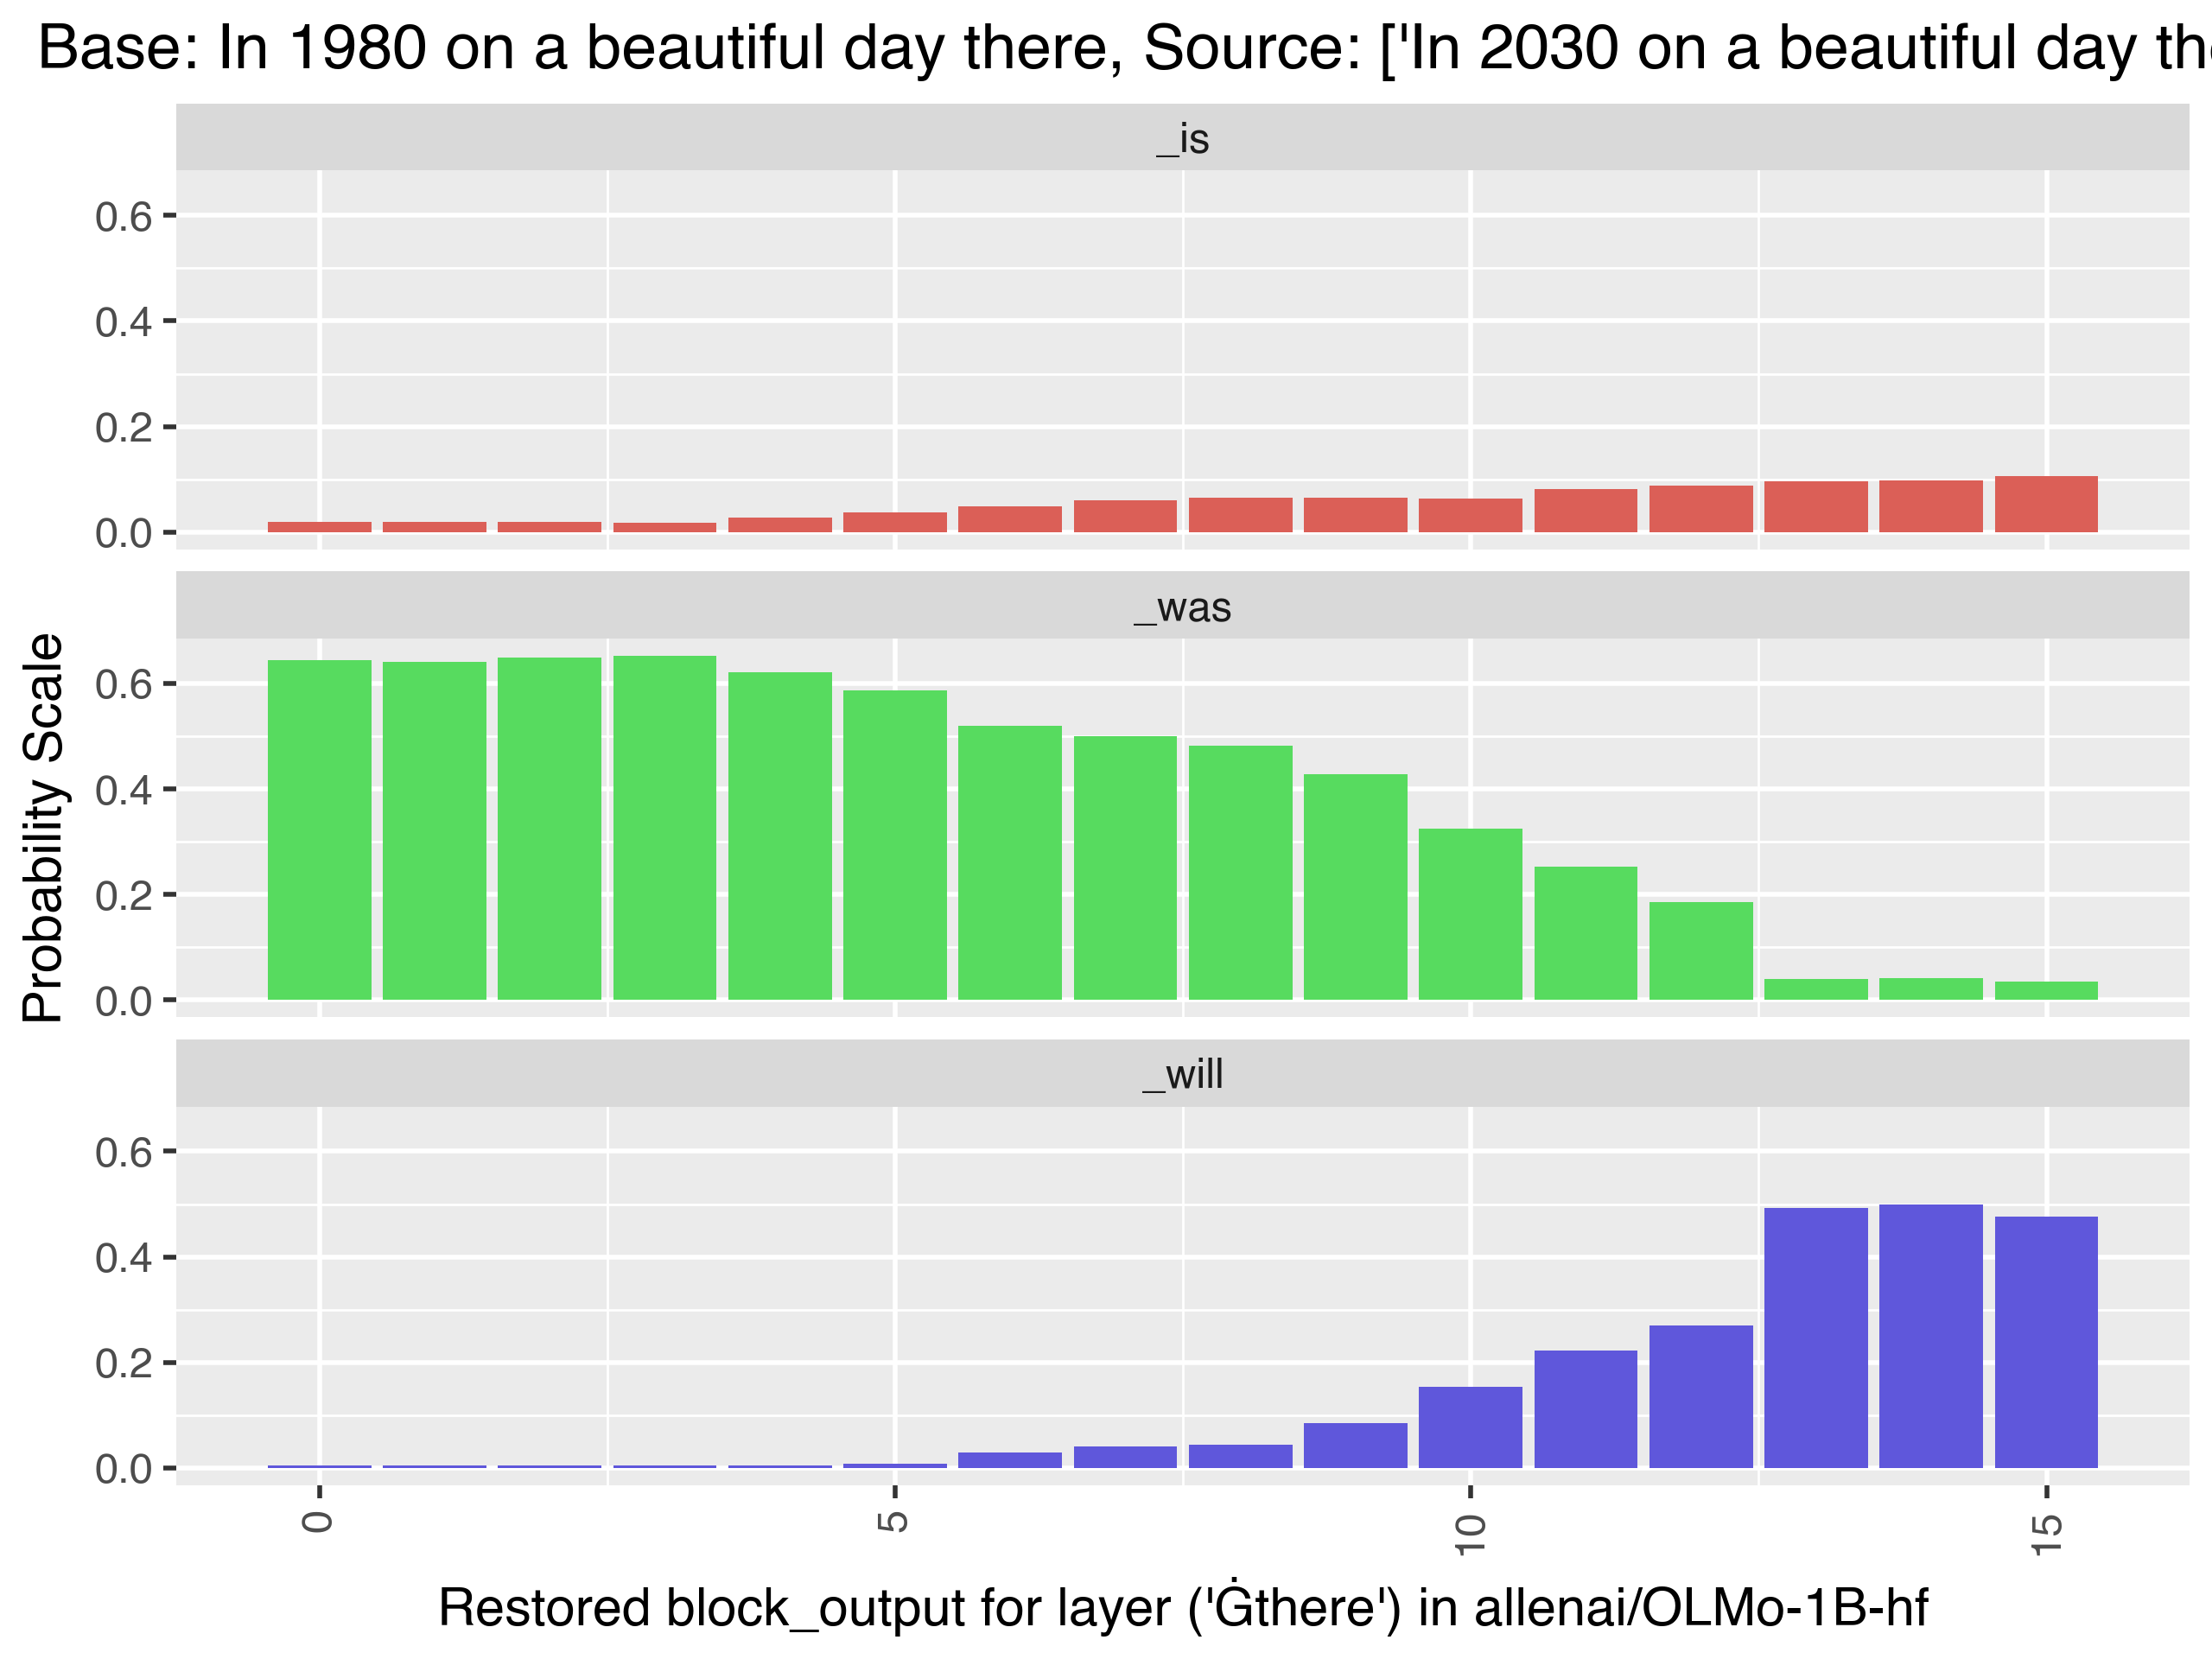 Base: In 1980 on a beautiful day there, Source: ['In 2030 on a beautiful day the
_is
0.6
0.4
0.2
0.0
_was
0.6
0.4
0.2
0.0
_will
0.6
0.4
0.2
0.0
Probability Scale
0 5 10 15
Restored block_output for layer ('Ġthere') in allenai/OLMo-1B-hf